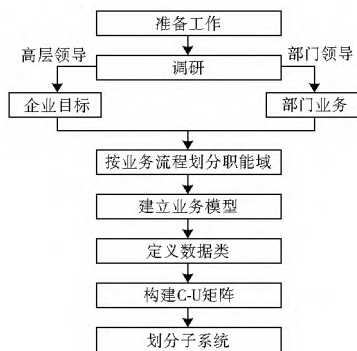 准备工作
高层领导
部门领导
调研
企业目标
部门业务
按业务流程划分职能域
建立业务模型
定义数据类
构建C-U矩阵
划分子系统